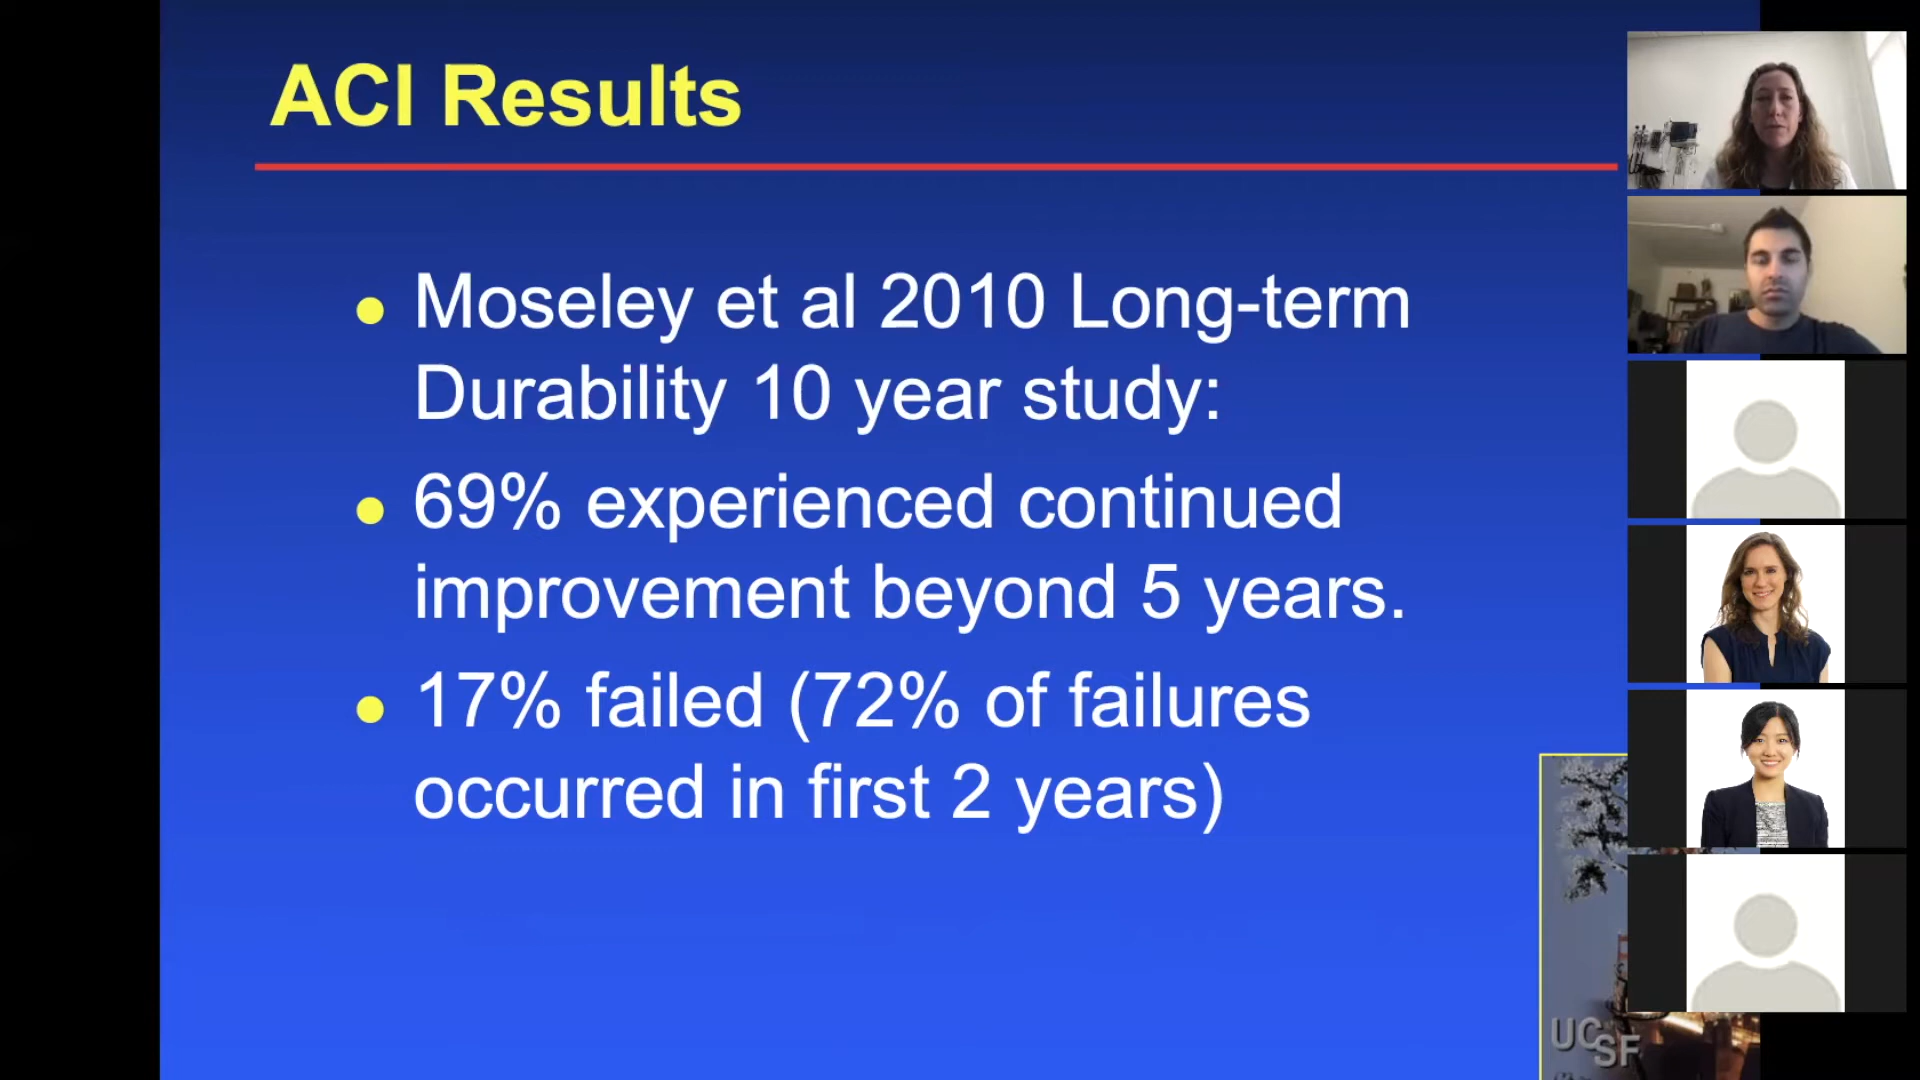 ACI Results
Moseley et al 2010 Long-term
Durability 10 year study:
69% experienced continued
improvement beyond 5 years.
17% failed (72% of failures
occurred in first 2 years)
UCSF